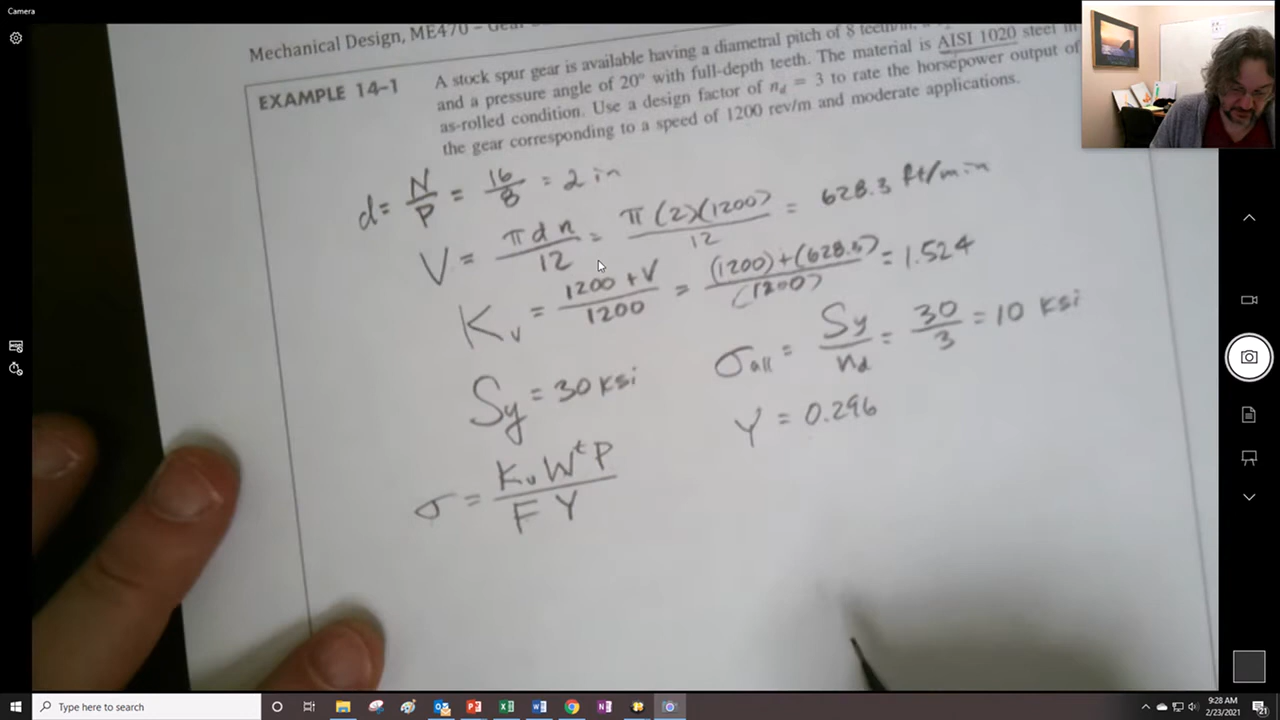 Camera
Mechanical Design, ME470 – Gear
EXAMPLE 14–1
A stock spur gear is available having a diametral pitch of 8 teeth/in, a
and a pressure angle of 20° with full-depth teeth. The material is AISI 1020 steel in
as-rolled condition. Use a design factor of n_d = 3 to rate the horsepower output of
the gear corresponding to a speed of 1200 rev/m and moderate applications.
d = N/P = 16/8 = 2 in
V = πdn/12 = π(2)(1200)/12 = 628.3 ft/min
K_v = 1200 + V/1200 = (1200)+(628.3)/(1200) = 1.524
S_y = 30 ksi
σ_all = S_y/n_d = 30/3 = 10 ksi
Y = 0.296
σ = K_v W^t P/F Y
Type here to search
9:28 AM
2/23/2021
21